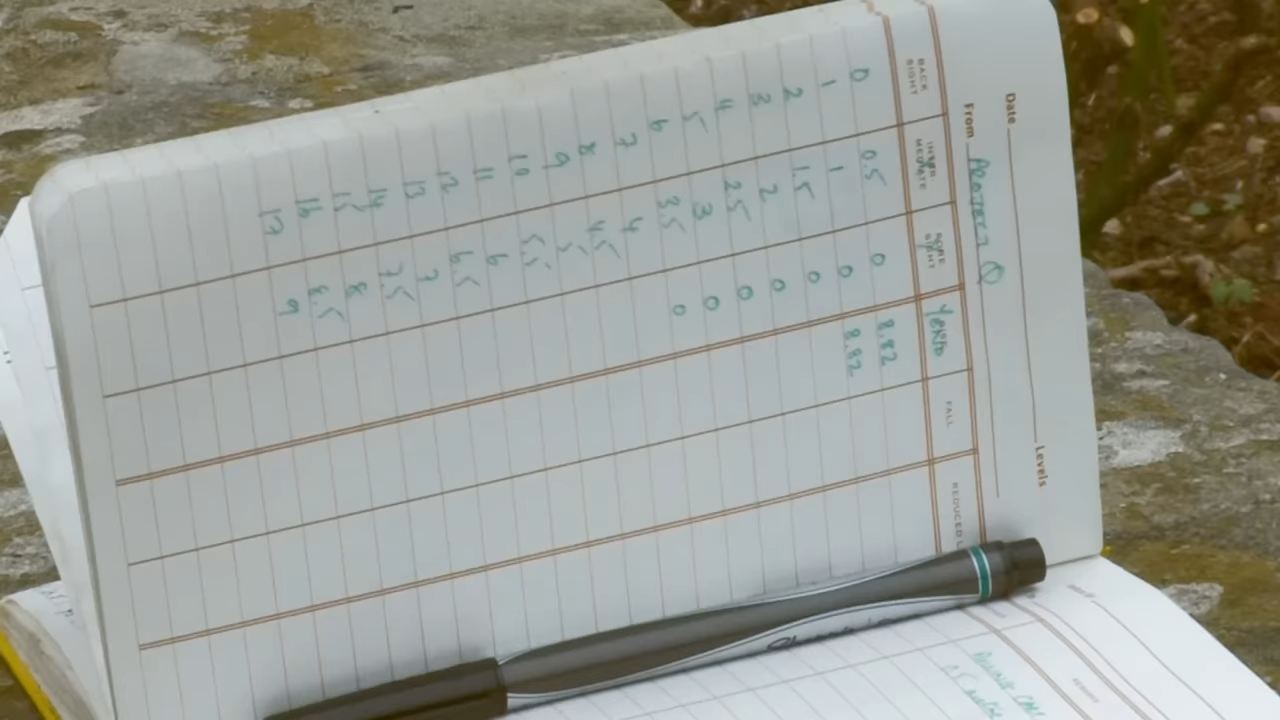 Date Levels
From
BACK SIGHT INTER- MEDIATE FORE SIGHT FALL REDUCED
0 0.5 0 8.82
1 1 0 8.82
2 1.5 0
3 2 0
4 2.5 0
5 3 0
6 3.5 0
7 4
8 4.5
9 5
10 5.5
11 6
12 6.5
13 7
14 7.5
15 8
16 8.5
17 9